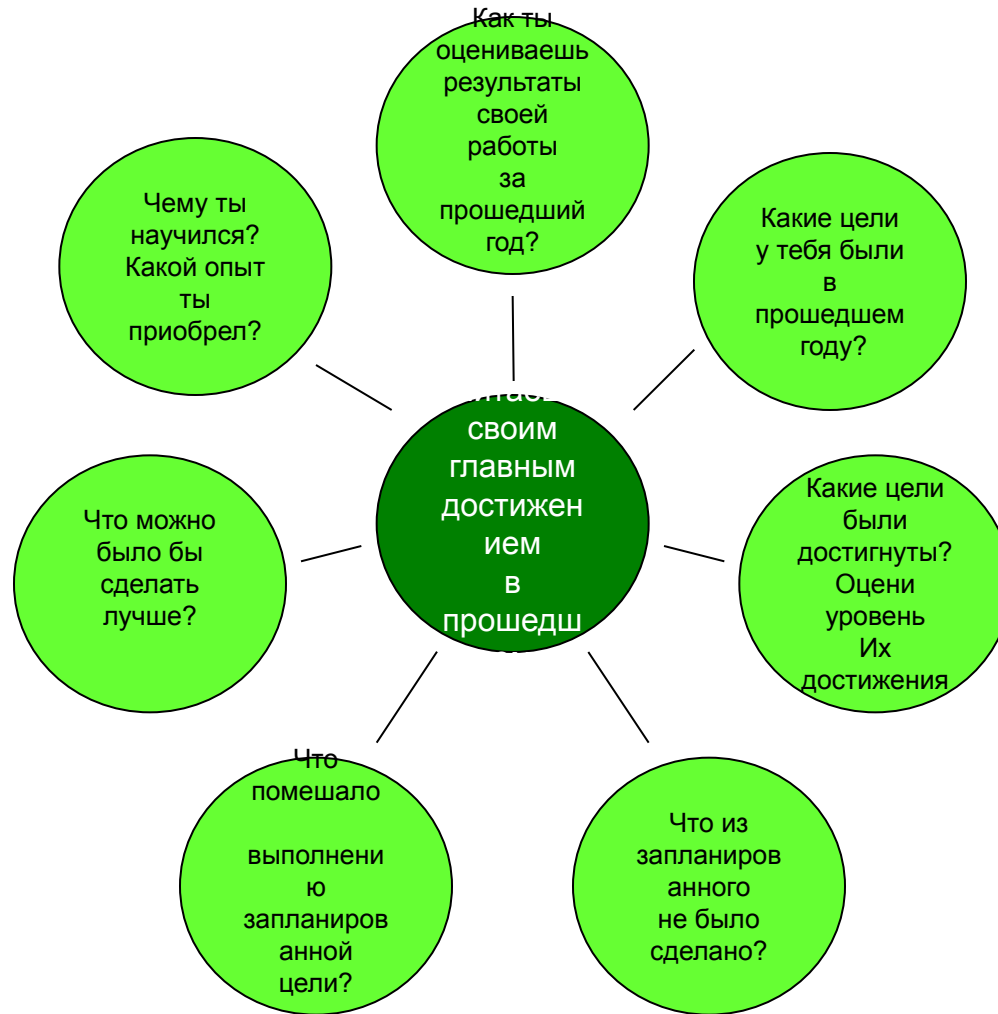 Как ты
оцениваешь
результаты
своей
работы
за
прошедший
год?
Чему ты
научился?
Какой опыт
ты
приобрел?
Какие цели
у тебя были
в
прошедшем
году?
своим
главным
достижен
ием
в
прошедш
Что можно
было бы
сделать
лучше?
Какие цели
были
достигнуты?
Оцени
уровень
Их
достижения
Что
помешало
выполнени
ю
запланиров
анной
цели?
Что из
запланиров
анного
не было
сделано?